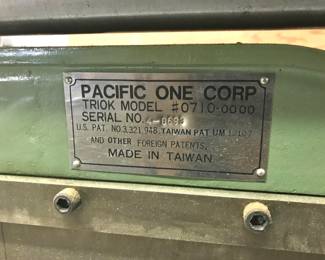 PACIFIC ONE CORP
TRIOK MODEL #0710-0000
SERIAL NO.
U.S. PAT NO.3,321,948, TAIWAN PAT UM
AND OTHER FOREIGN PATENTS.
MADE IN TAIWAN